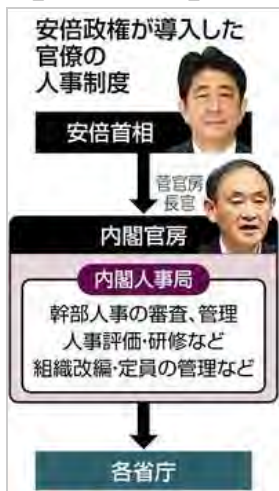 安倍政権が導入した
官僚の
人事制度
安倍首相
菅官房
長官
内閣官房
内閣人事局
幹部人事の審査、管理
人事評価・研修など
組織改編・定員の管理など
各省庁